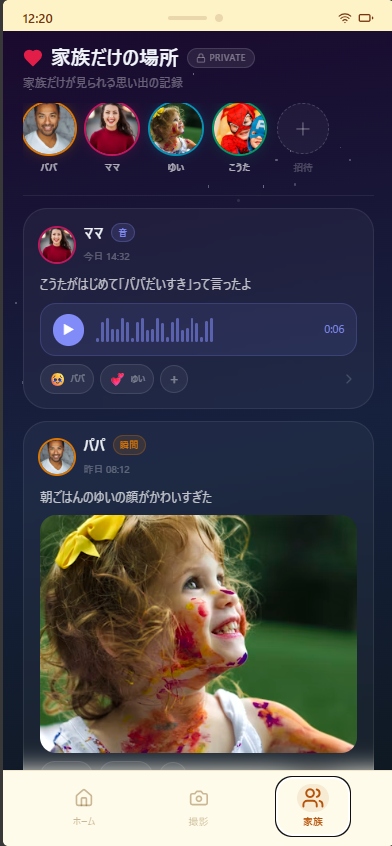 12:20
家族だけの場所 PRIVATE
家族だけが見られる思い出の記録
パパ ママ ゆい こうた 招待
ママ 音
今日 14:32
こうたがはじめて「パパだいすき」って言ったよ
0:06
パパ ゆい +
パパ 瞬間
昨日 08:12
朝ごはんのゆいの顔がかわいすぎた
ホーム 撮影 家族